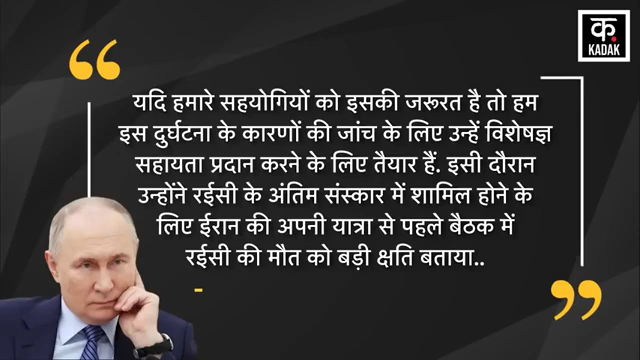 क.
KADAK
यदि हमारे सहयोगियों को इसकी जरूरत है तो हम
इस दुर्घटना के कारणों की जांच के लिए उन्हें विशेषज्ञ
सहायता प्रदान करने के लिए तैयार हैं. इसी दौरान
उन्होंने रईसी के अंतिम संस्कार में शामिल होने के
लिए ईरान की अपनी यात्रा से पहले बैठक में
रईसी की मौत को बड़ी क्षति बताया..